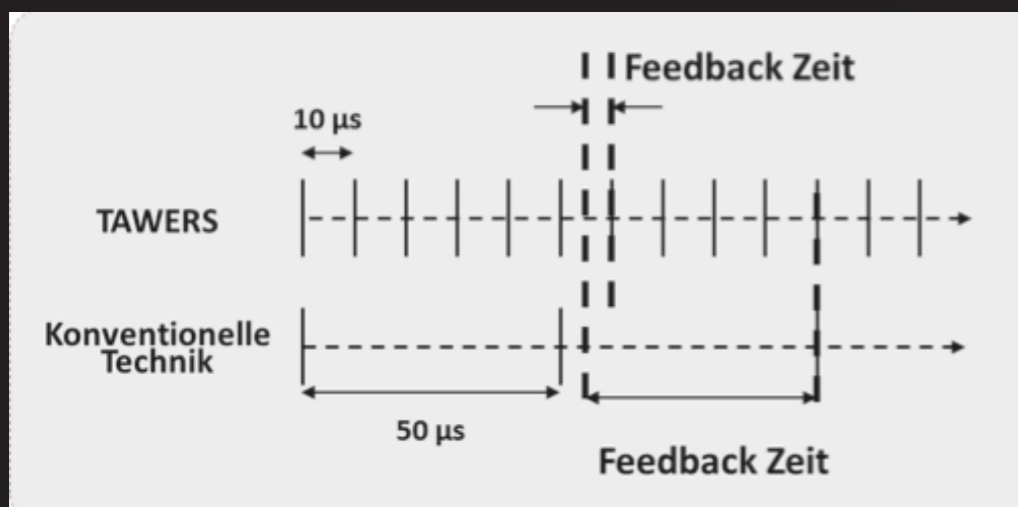 Feedback Zeit
10 µs
TAWERS
Konventionelle
Technik
50 µs
Feedback Zeit